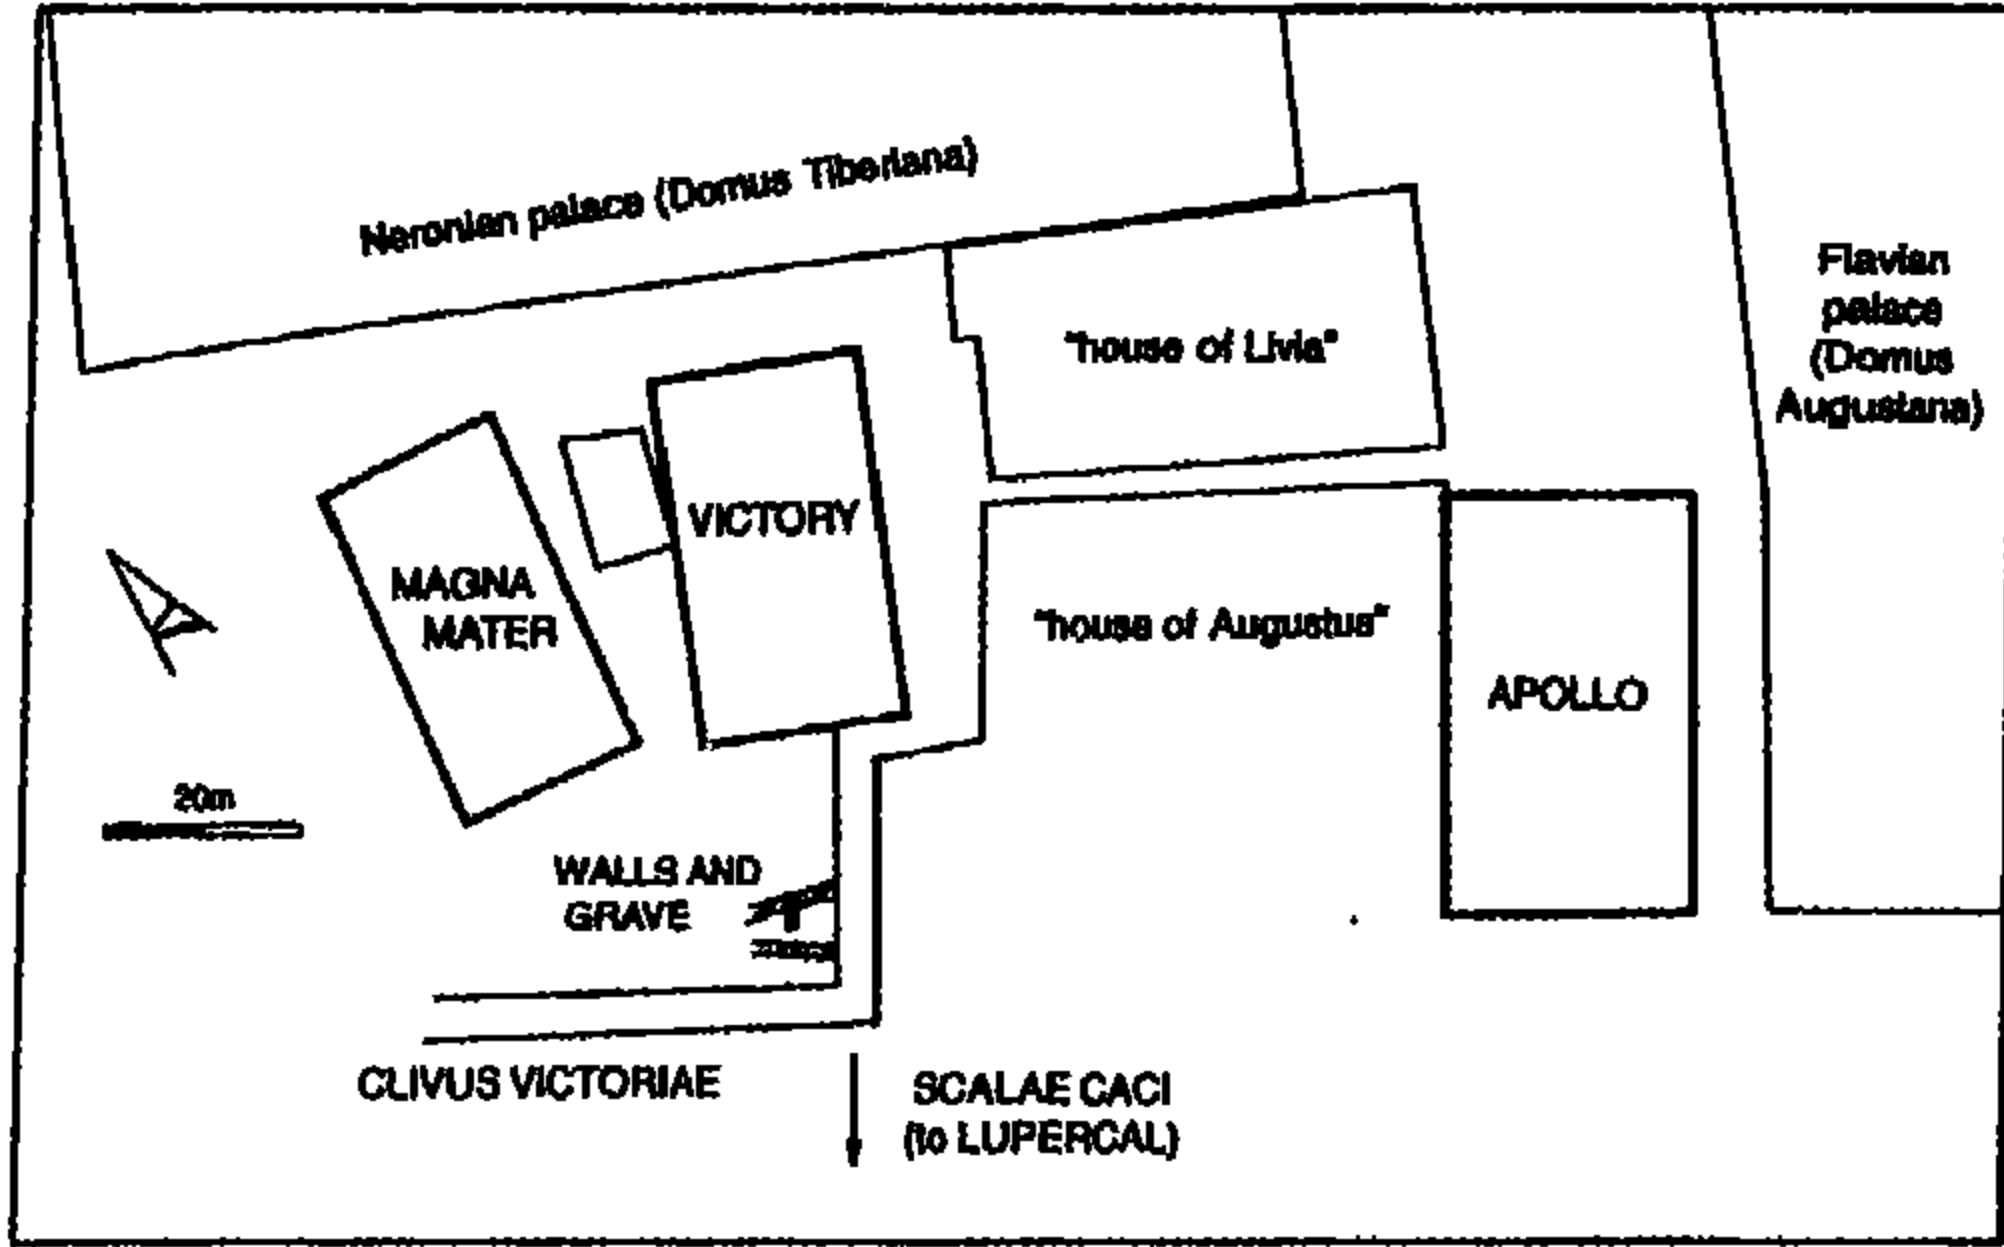 Neronian palace (Domus Tiberiana)
"house of Livia"
Flavian
palace
(Domus
Augustana)
VICTORY
MAGNA
MATER
"house of Augustus"
APOLLO
20m
WALLS AND
GRAVE
CLIVUS VICTORIAE
SCALAE CACI
(to LUPERCAL)